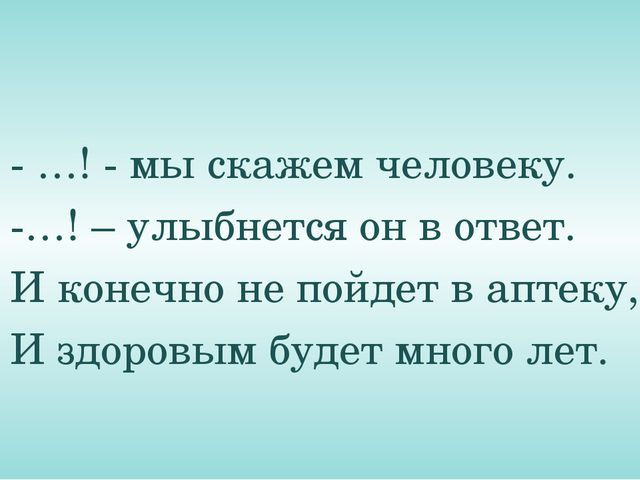 - …! - мы скажем человеку.
-…! – улыбнется он в ответ.
И конечно не пойдет в аптеку,
И здоровым будет много лет.